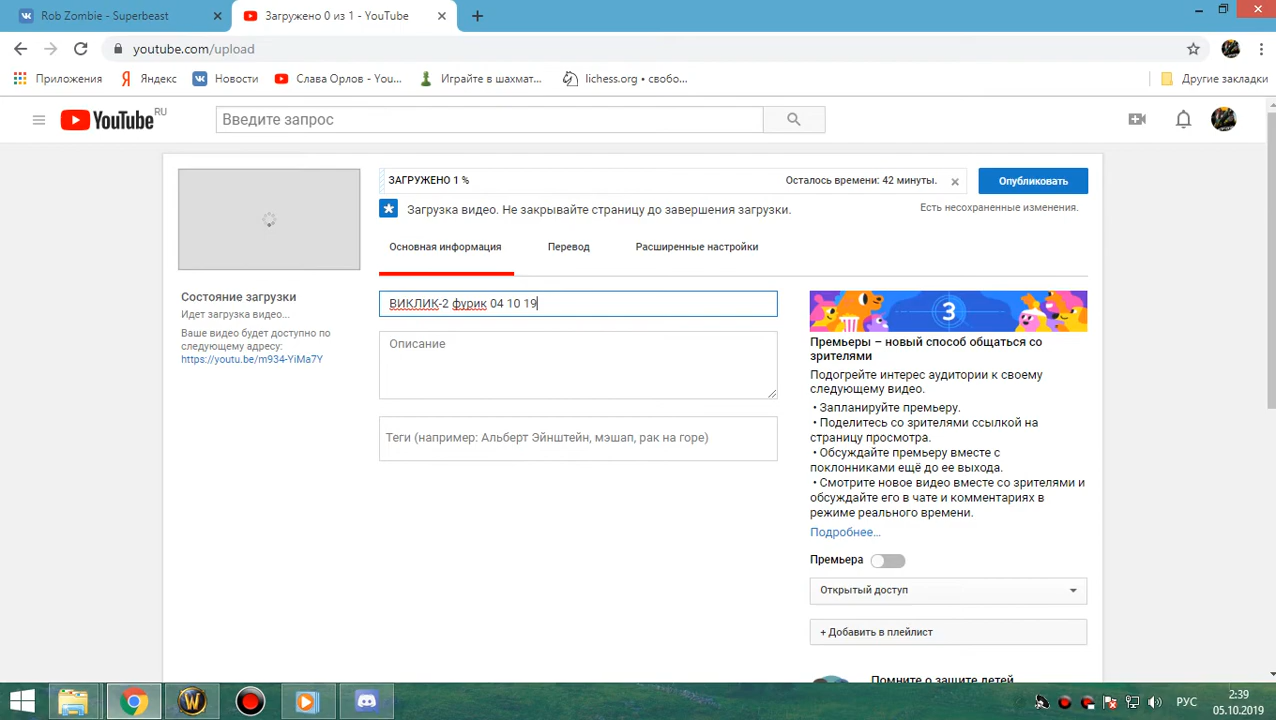 Rob Zombie - Superbeast
Загружено 0 из 1 - YouTube
youtube.com/upload
Приложения
Яндекс
Новости
Слава Орлов - You...
Играйте в шахмат...
lichess.org • свобо...
Другие закладки
YouTube RU
Введите запрос
ЗАГРУЖЕНО 1 %
Осталось времени: 42 минуты.
Опубликовать
Загрузка видео. Не закрывайте страницу до завершения загрузки.
Есть несохраненные изменения.
Основная информация
Перевод
Расширенные настройки
Состояние загрузки
Идет загрузка видео...
Ваше видео будет доступно по
следующему адресу:
https://youtu.be/m934-YiMa7Y
ВИКЛИК-2 фурик 04 10 19
Описание
Теги (например: Альберт Эйнштейн, мэшап, рак на горе)
3
Премьеры – новый способ общаться со
зрителями
Подогрейте интерес аудитории к своему
следующему видео.
• Запланируйте премьеру.
• Поделитесь со зрителями ссылкой на
страницу просмотра.
• Обсуждайте премьеру вместе с
поклонниками ещё до ее выхода.
• Смотрите новое видео вместе со зрителями и
обсуждайте его в чате и комментариях в
режиме реального времени.
Подробнее...
Премьера
Открытый доступ
+ Добавить в плейлист
Помните о защите детей
РУС
2:39
05.10.2019